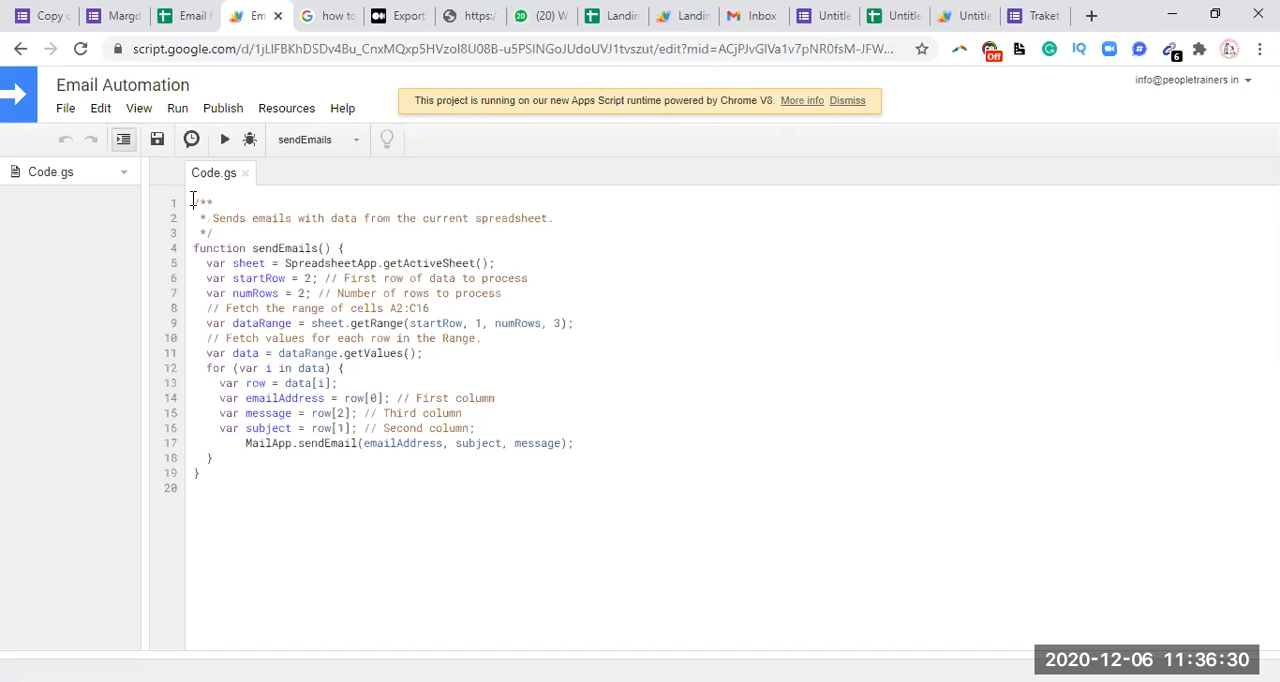 Copy c
Margd
Email M
Em
how to
Export
https:/
(20) W
Landin
Landin
Inbox
Untitle
Untitle
Untitle
Traket
script.google.com/d/1jLlFBKhDSDv4Bu_CnxMQxp5HVzoI8U08B-u5PSINGoJUdoUVJ1tvszut/edit?mid=ACjPJvGlVa1v7pNR0fsM-JFW...
Off
IQ
6
Email Automation
info@peopletrainers.in
File Edit View Run Publish Resources Help
This project is running on our new Apps Script runtime powered by Chrome V8. More info Dismiss
sendEmails
Code.gs
Code.gs
1 /**
2 * Sends emails with data from the current spreadsheet.
3 */
4 function sendEmails() {
5 var sheet = SpreadsheetApp.getActiveSheet();
6 var startRow = 2; // First row of data to process
7 var numRows = 2; // Number of rows to process
8 // Fetch the range of cells A2:C16
9 var dataRange = sheet.getRange(startRow, 1, numRows, 3);
10 // Fetch values for each row in the Range.
11 var data = dataRange.getValues();
12 for (var i in data) {
13 var row = data[i];
14 var emailAddress = row[0]; // First column
15 var message = row[2]; // Third column
16 var subject = row[1]; // Second column;
17 MailApp.sendEmail(emailAddress, subject, message);
18 }
19 }
20
2020-12-06 11:36:30